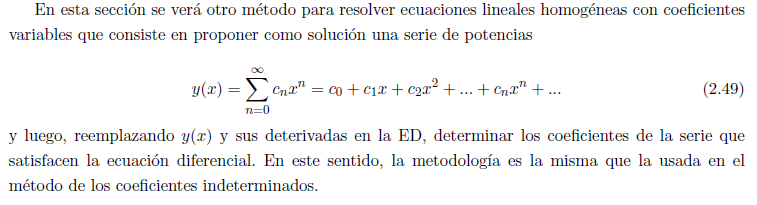 En esta sección se verá otro método para resolver ecuaciones lineales homogéneas con coeficientes
variables que consiste en proponer como solución una serie de potencias
y(x) = ∑_{n=0}^{∞} c_n x^n = c_0 + c_1 x + c_2 x^2 + ... + c_n x^n + ... (2.49)
y luego, reemplazando y(x) y sus deterivadas en la ED, determinar los coeficientes de la serie que
satisfacen la ecuación diferencial. En este sentido, la metodología es la misma que la usada en el
método de los coeficientes indeterminados.